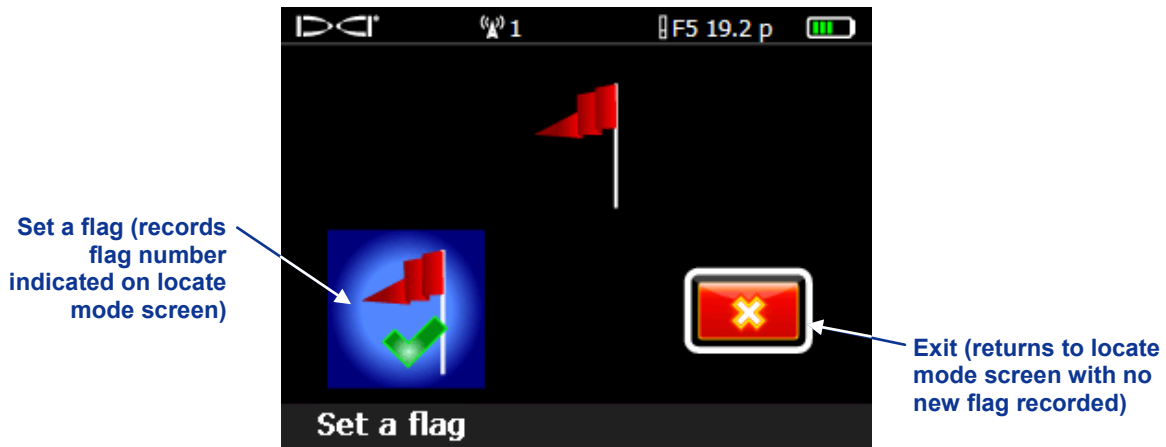 1
F5 19.2 p
Set a flag (records
flag number
indicated on locate
mode screen)
Exit (returns to locate
mode screen with no
new flag recorded)
Set a flag